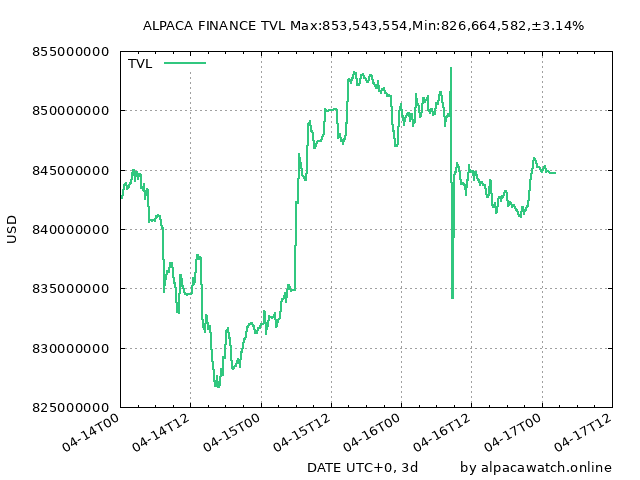 ALPACA FINANCE TVL Max:853,543,554,Min:826,664,582,±3.14%
855000000
TVL
850000000
845000000
840000000
835000000
830000000
825000000
USD
04-14T00
04-14T12
04-15T00
04-15T12
04-16T00
04-16T12
04-17T00
04-17T12
DATE UTC+0, 3d
by alpacawatch.online